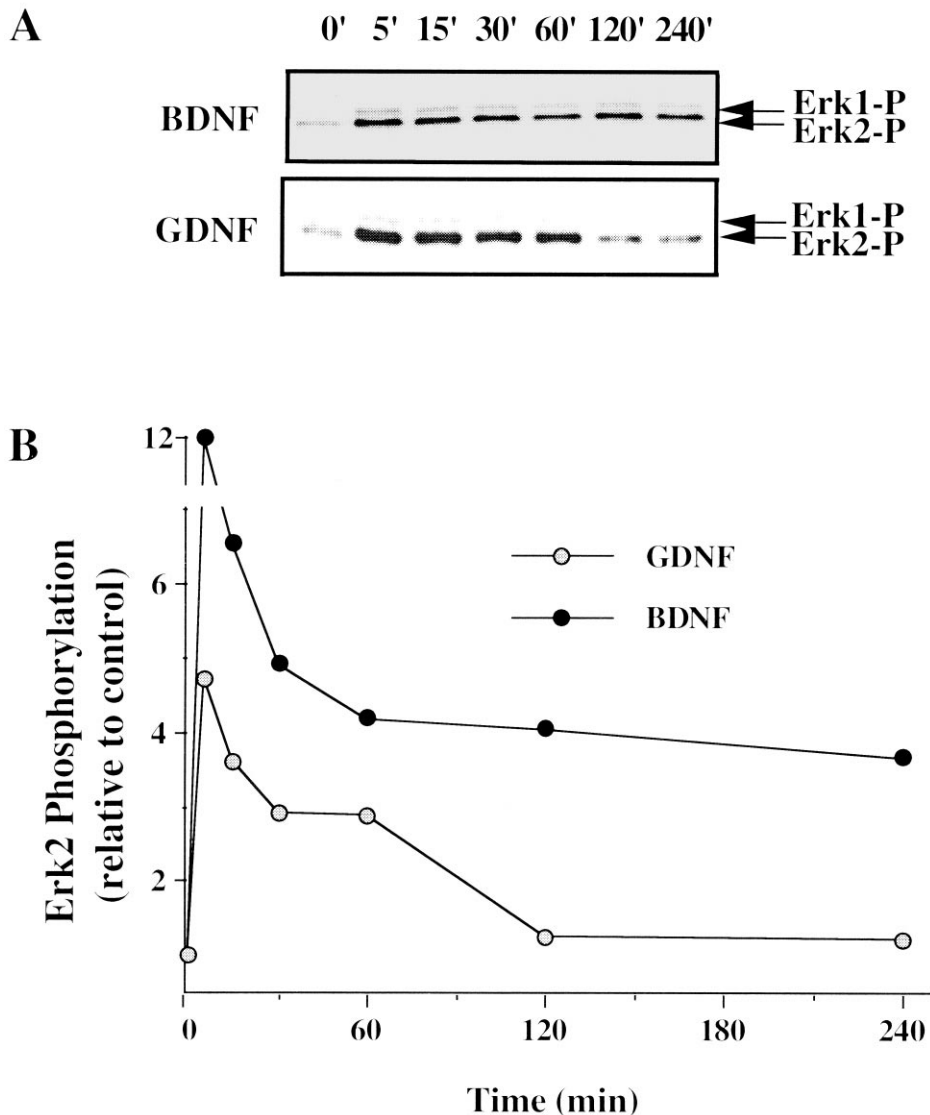 A
0' 5' 15' 30' 60' 120' 240'
BDNF
Erk1-P
Erk2-P
GDNF
Erk1-P
Erk2-P
B
12
6
4
2
Erk2 Phosphorylation
(relative to control)
GDNF
BDNF
0 60 120 180 240
Time (min)